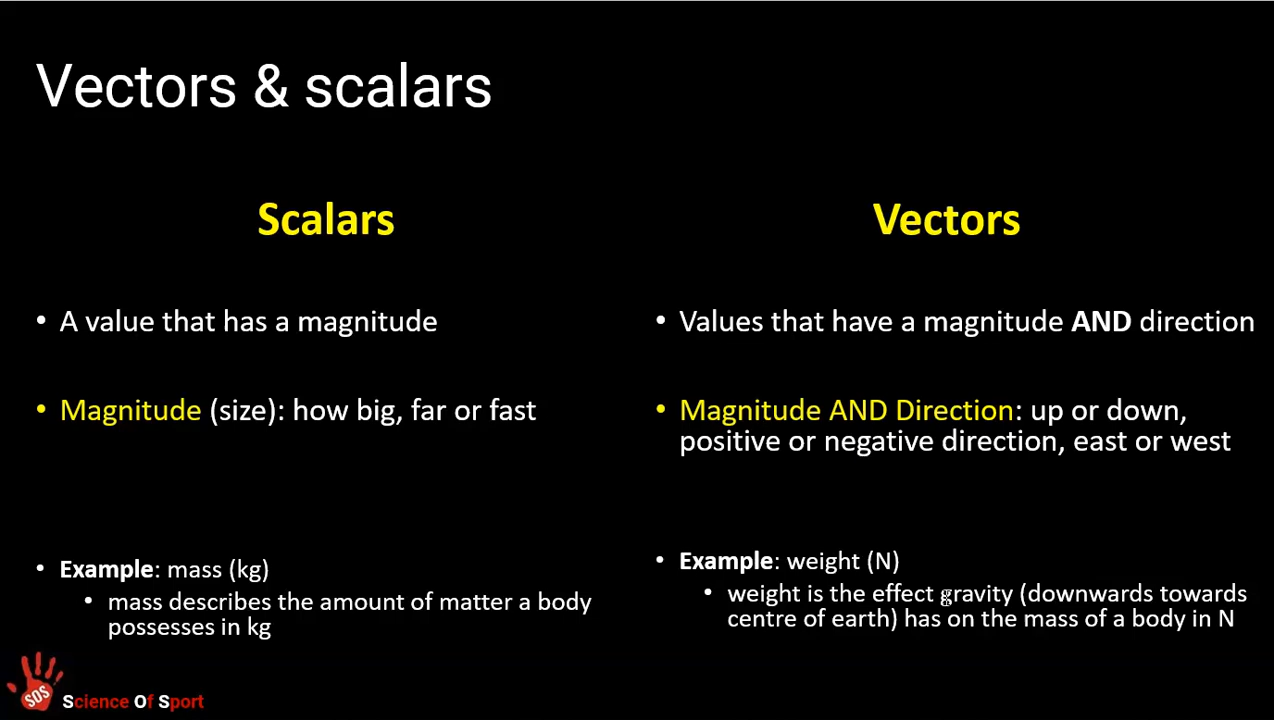 Vectors & scalars
Scalars
• A value that has a magnitude
• Magnitude (size): how big, far or fast
• Example: mass (kg)
• mass describes the amount of matter a body
possesses in kg
Vectors
• Values that have a magnitude AND direction
• Magnitude AND Direction: up or down,
positive or negative direction, east or west
• Example: weight (N)
• weight is the effect gravity (downwards towards
centre of earth) has on the mass of a body in N
SOS
Science Of Sport